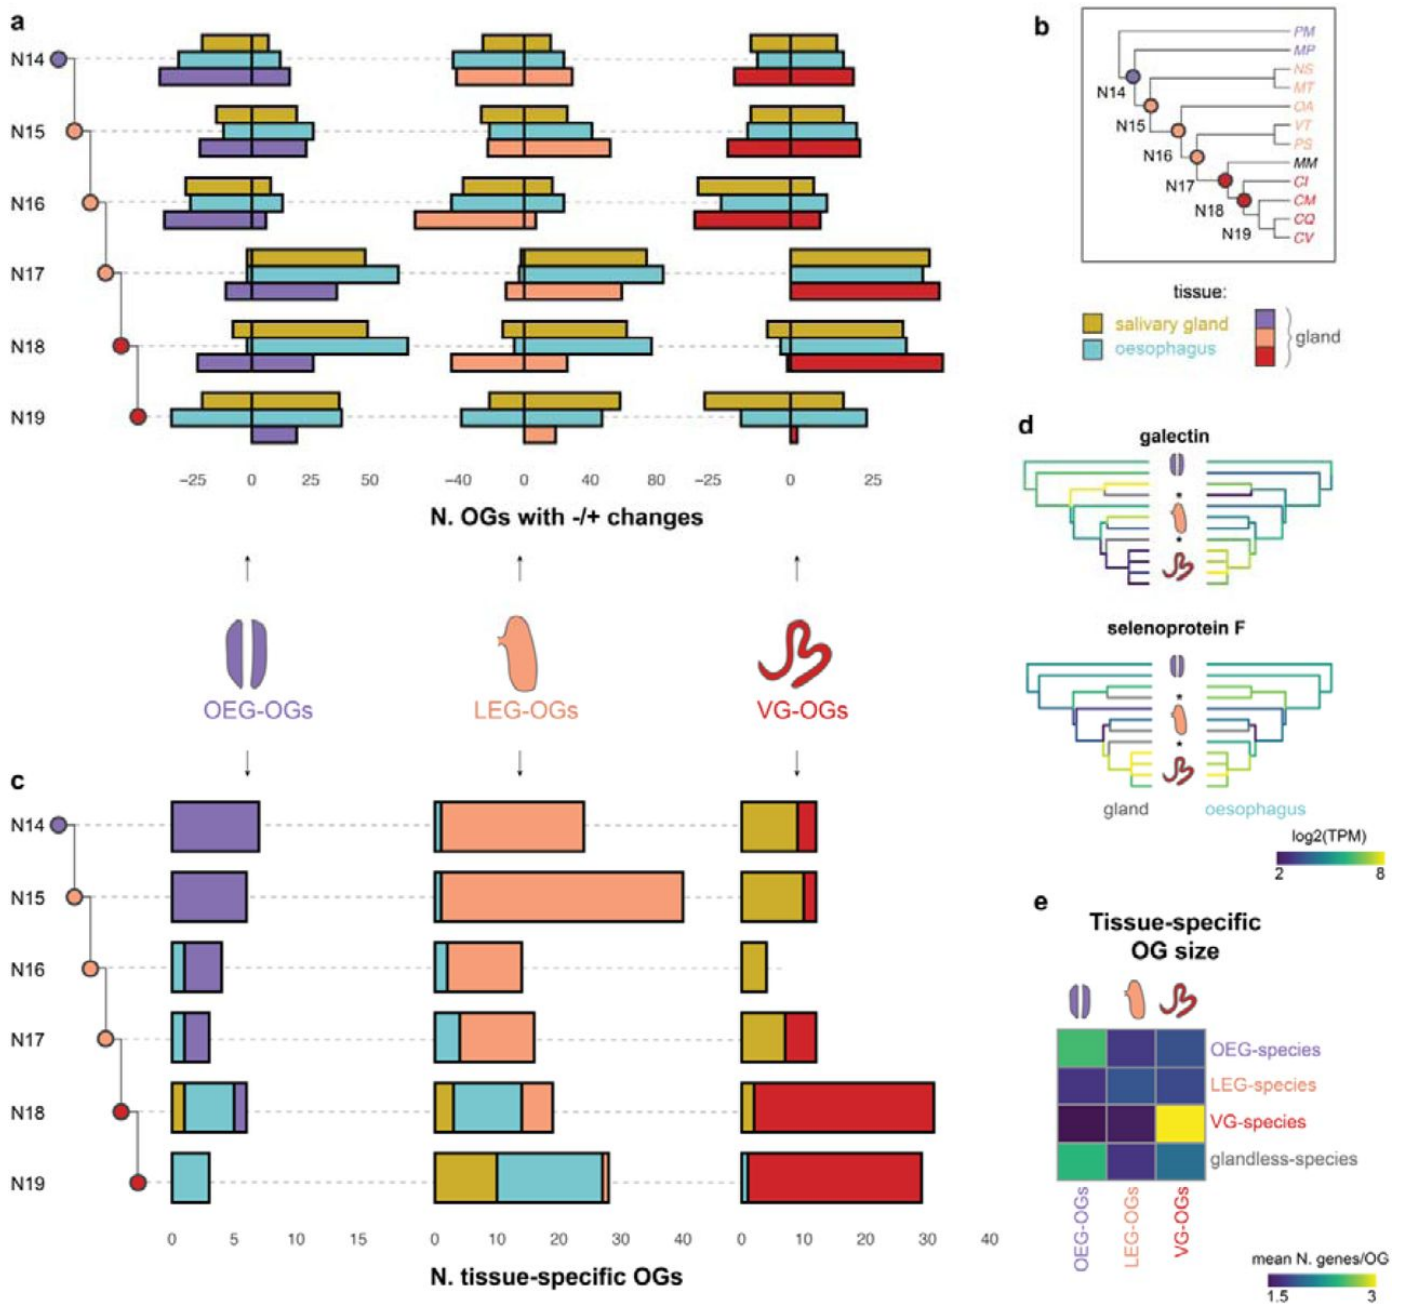 a
N14
N15
N16
N17
N18
N19
−25 0 25 50
−40 0 40 80
−25 0 25
N. OGs with -/+ changes
OEG-OGs
LEG-OGs
VG-OGs
b
PM
MP
NS
MT
OA
VT
PS
MM
CI
CM
CQ
CV
N14
N15
N16
N17
N18
N19
tissue:
salivary gland
oesophagus
gland
c
N14
N15
N16
N17
N18
N19
0 5 10 15
0 10 20 30 40
0 10 20 30 40
N. tissue-specific OGs
d
galectin
*
*
selenoprotein F
*
*
gland
oesophagus
log2(TPM)
2 8
e
Tissue-specific
OG size
OEG-species
LEG-species
VG-species
glandless-species
OEG-OGs
LEG-OGs
VG-OGs
mean N. genes/OG
1.5 3